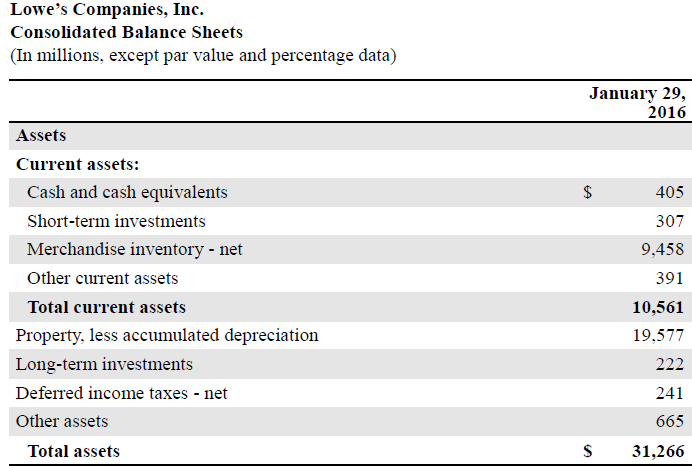 Lowe’s Companies, Inc.
Consolidated Balance Sheets
(In millions, except par value and percentage data)
January 29,
2016
Assets
Current assets:
Cash and cash equivalents $ 405
Short-term investments 307
Merchandise inventory - net 9,458
Other current assets 391
Total current assets 10,561
Property, less accumulated depreciation 19,577
Long-term investments 222
Deferred income taxes - net 241
Other assets 665
Total assets $ 31,266